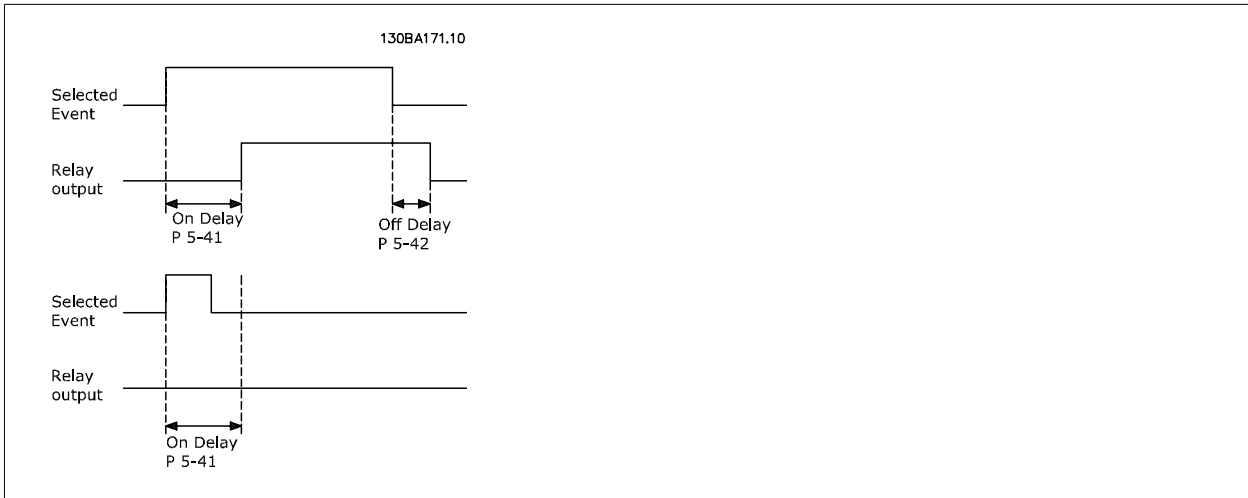 130BA171.10
Selected
Event
Relay
output
On Delay
P 5-41
Off Delay
P 5-42
Selected
Event
Relay
output
On Delay
P 5-41